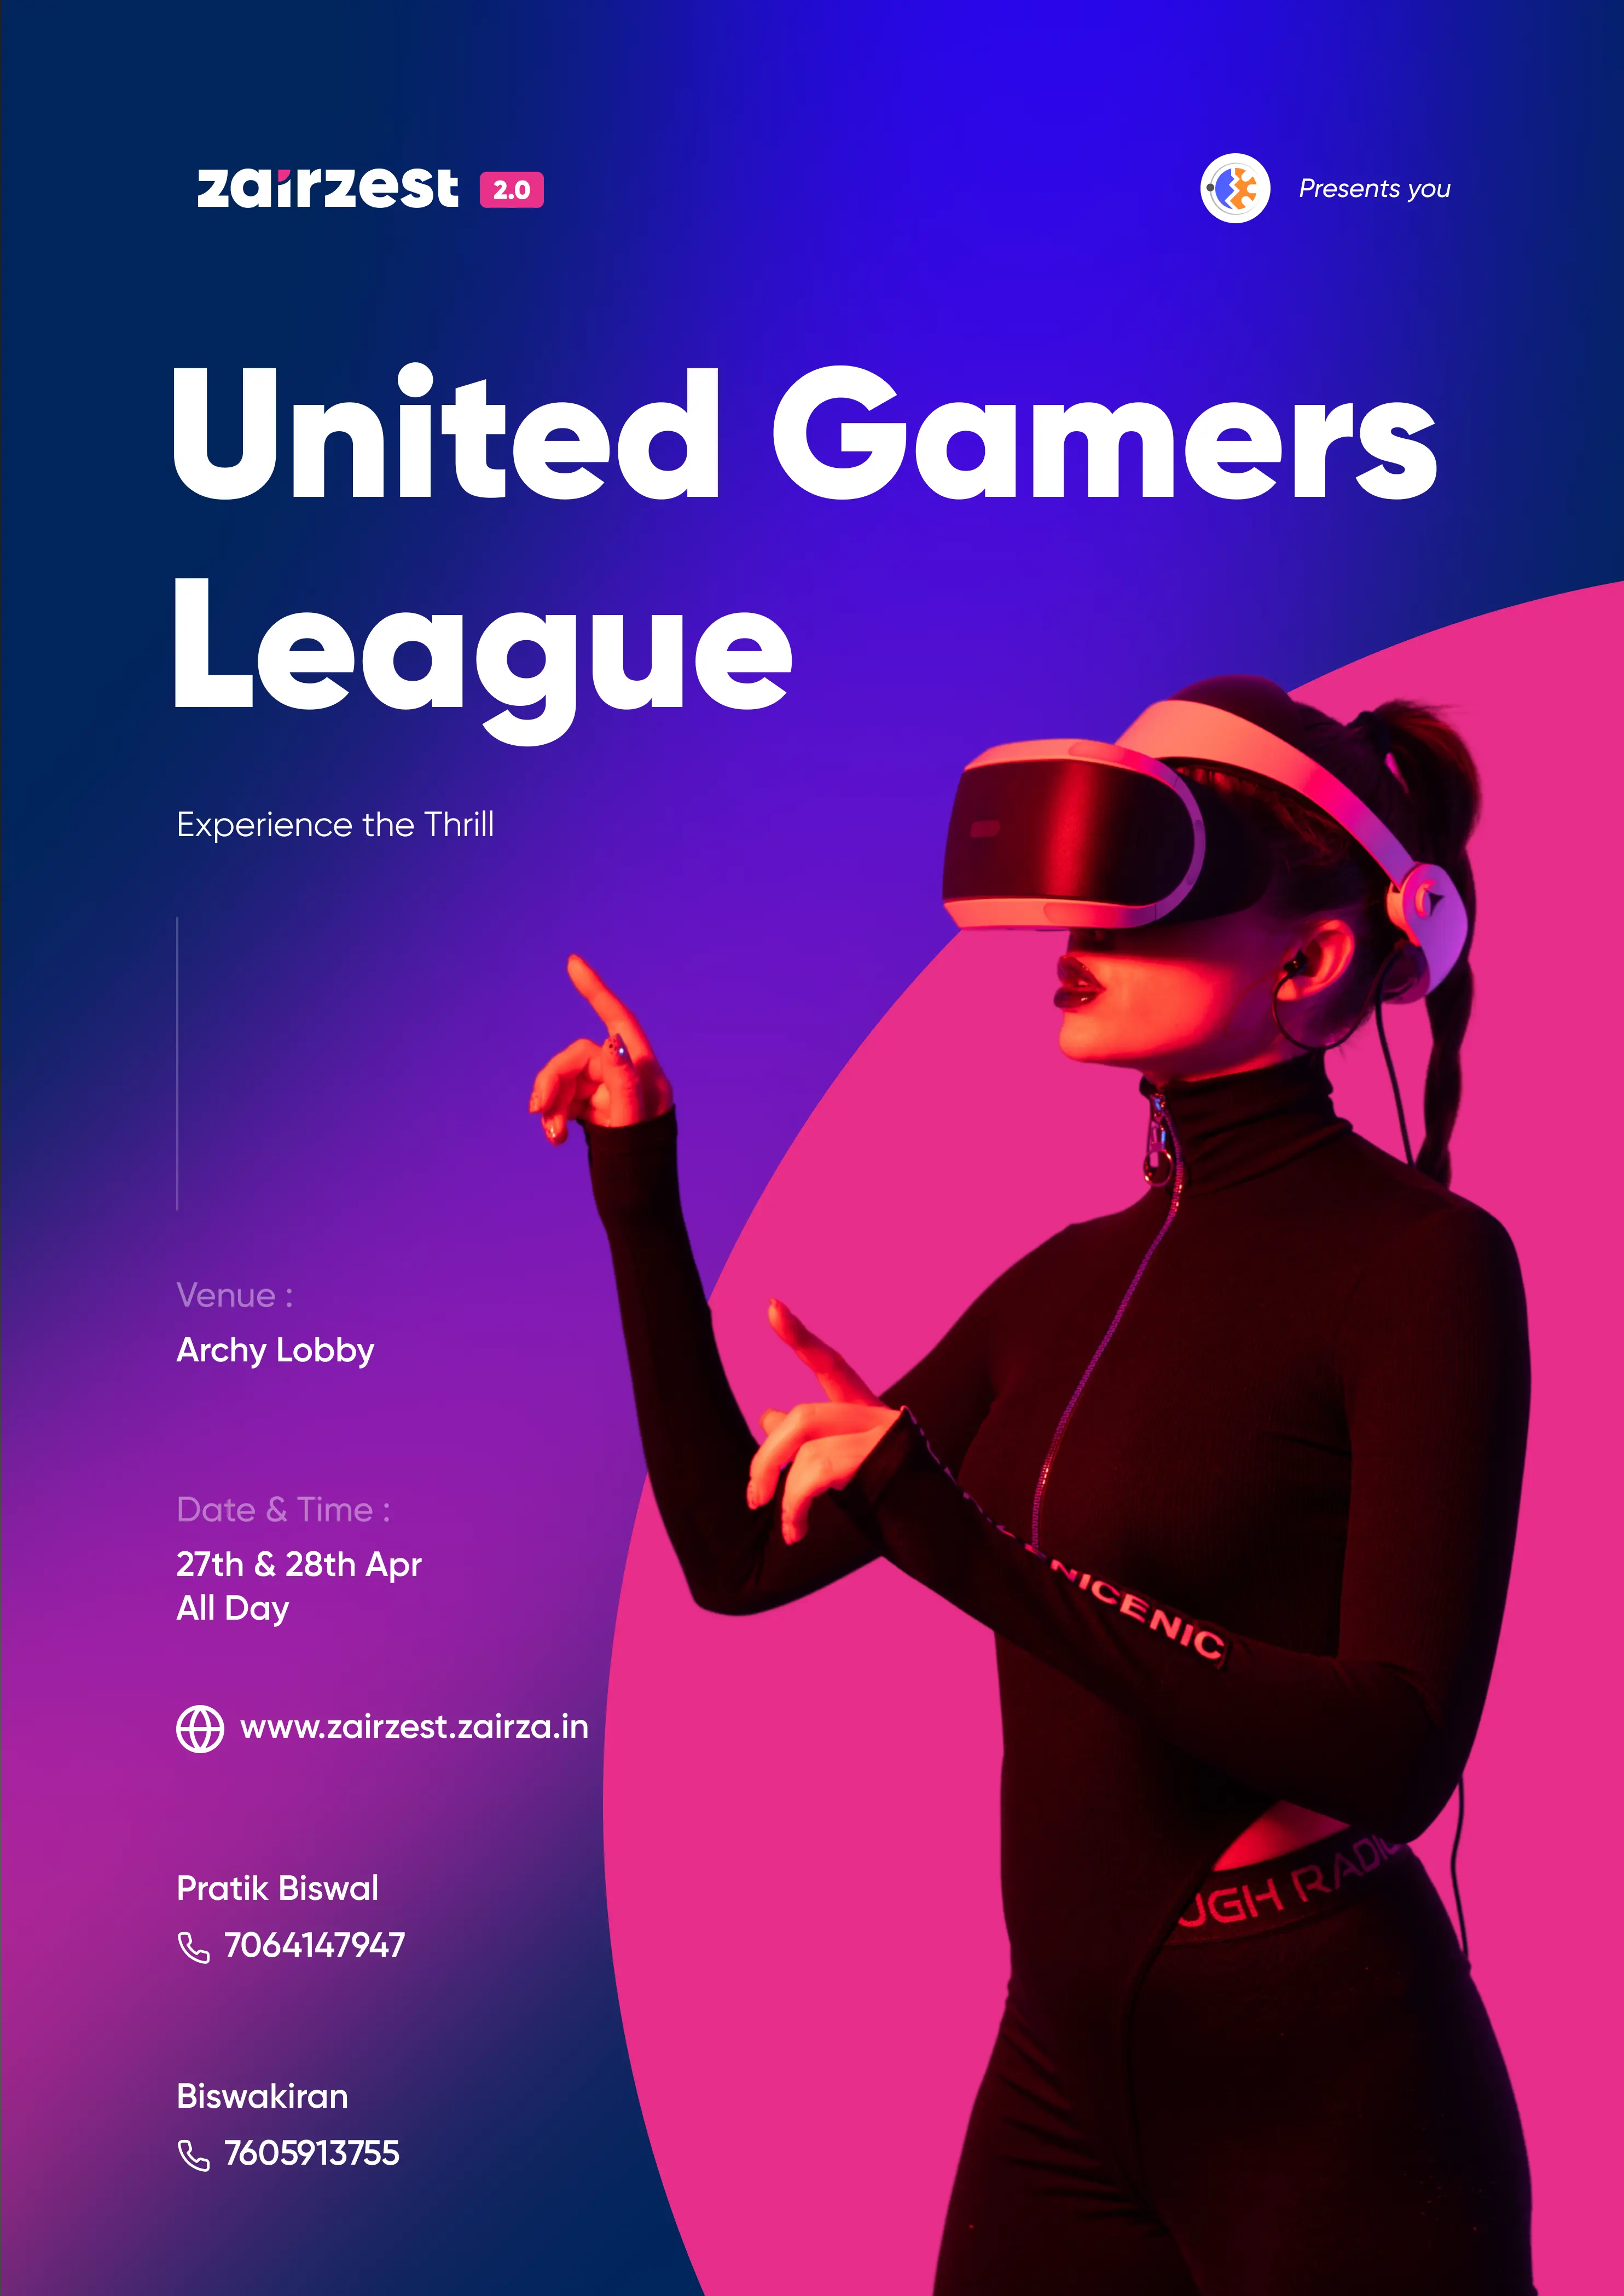 zairzest 2.0
Presents you
United Gamers
League
Experience the Thrill
Venue :
Archy Lobby
Date & Time :
27th & 28th Apr
All Day
www.zairzest.zairza.in
Pratik Biswal
7064147947
Biswakiran
7605913755
NICENIC